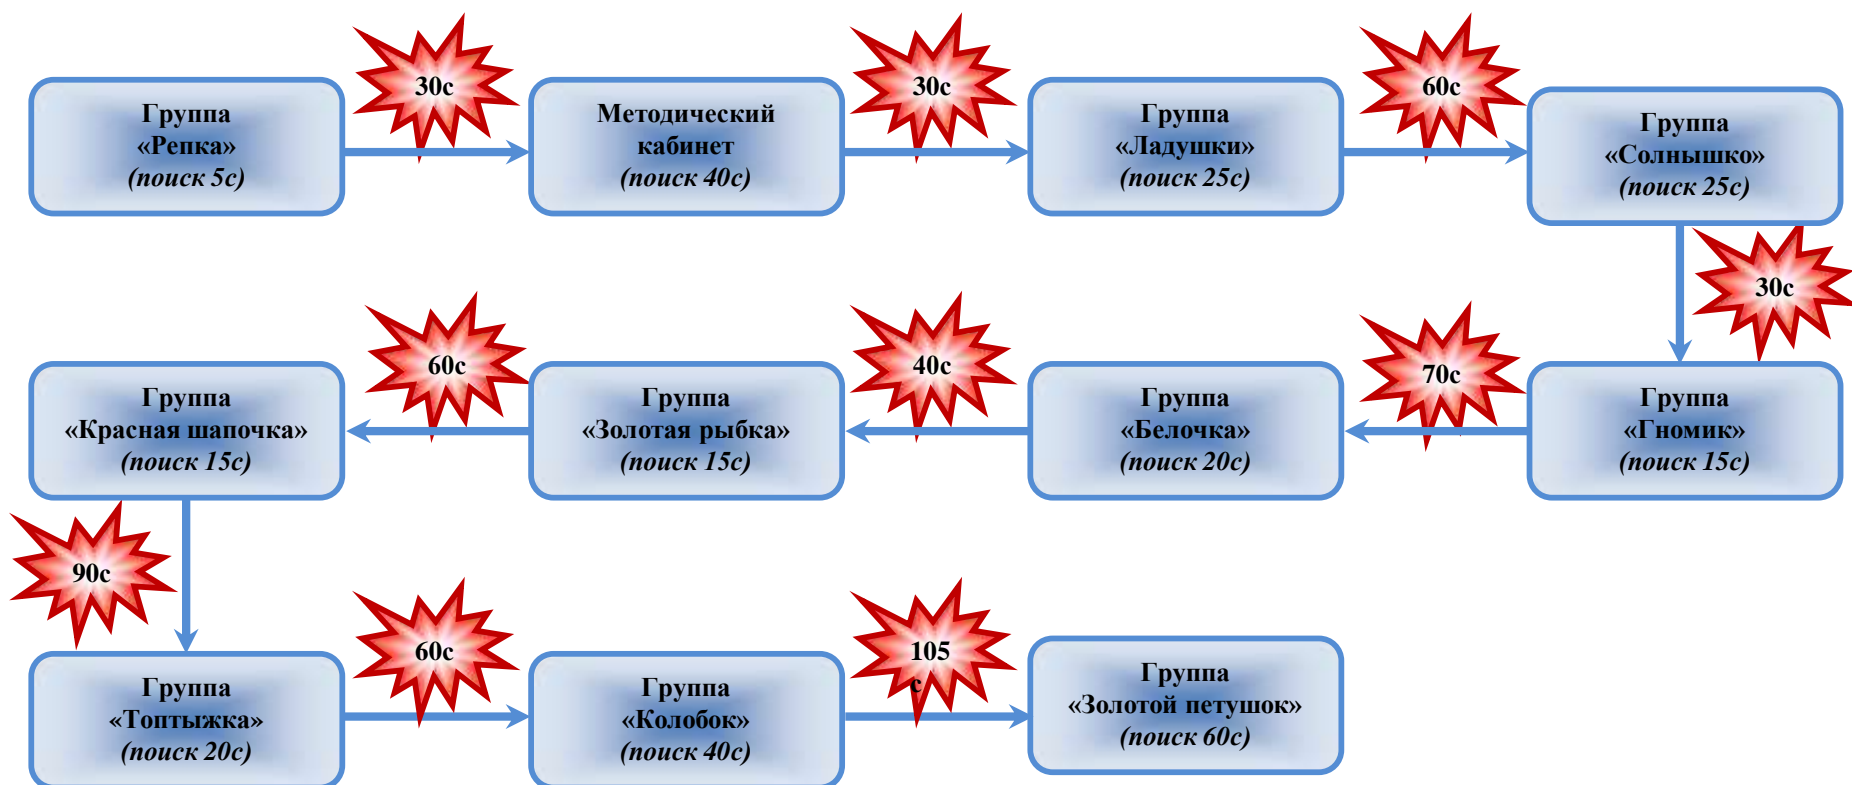 Группа
«Репка»
(поиск 5с)
30с
Методический
кабинет
(поиск 40с)
30с
Группа
«Ладушки»
(поиск 25с)
60с
Группа
«Солнышко»
(поиск 25с)
30с
Группа
«Гномик»
(поиск 15с)
70с
Группа
«Белочка»
(поиск 20с)
40с
Группа
«Золотая рыбка»
(поиск 15с)
60с
Группа
«Красная шапочка»
(поиск 15с)
90с
Группа
«Топтыжка»
(поиск 20с)
60с
Группа
«Колобок»
(поиск 40с)
105
с
Группа
«Золотой петушок»
(поиск 60с)